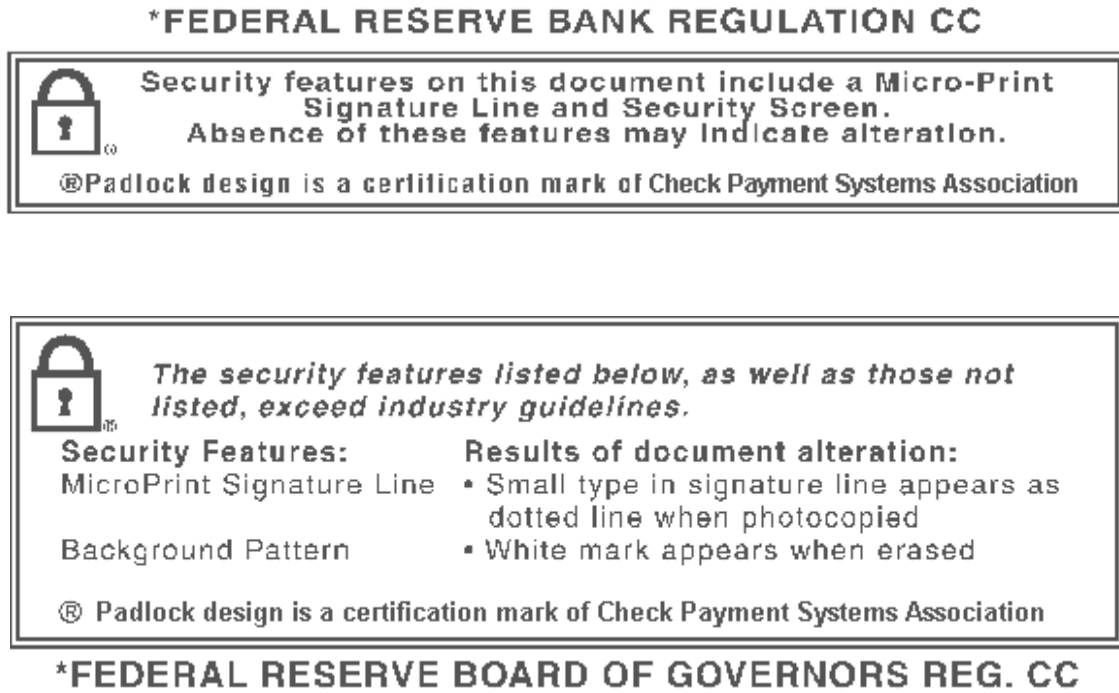 *FEDERAL RESERVE BANK REGULATION CC
Security features on this document include a Micro-Print
Signature Line and Security Screen.
Absence of these features may indicate alteration.
®
®Padlock design is a certification mark of Check Payment Systems Association
The security features listed below, as well as those not
listed, exceed industry guidelines.
®
Security Features: Results of document alteration:
MicroPrint Signature Line • Small type in signature line appears as
dotted line when photocopied
Background Pattern • White mark appears when erased
® Padlock design is a certification mark of Check Payment Systems Association
*FEDERAL RESERVE BOARD OF GOVERNORS REG. CC